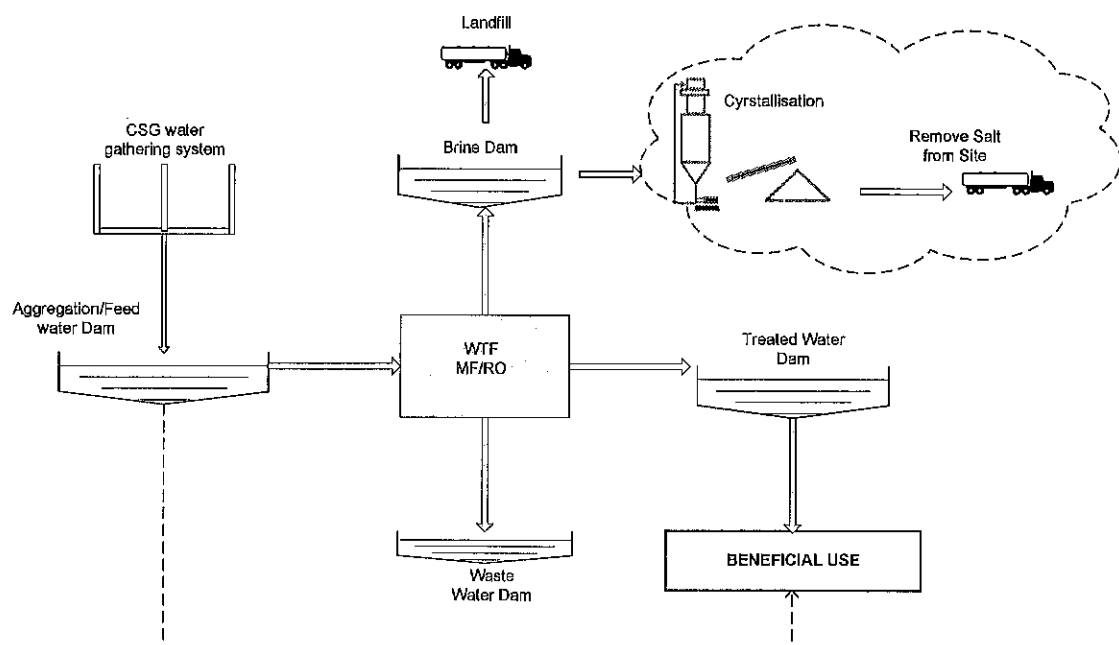 Landfill
CSG water
gathering system
Brine Dam
Cyrstallisation
Remove Salt
from Site
Aggregation/Feed
water Dam
WTF
MF/RO
Treated Water
Dam
Waste
Water Dam
BENEFICIAL USE